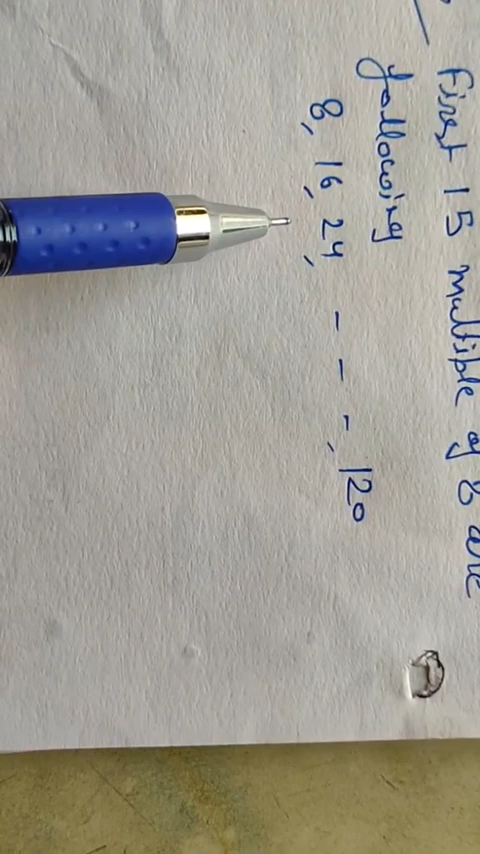 First 15 multiple of 8 are
following
8, 16, 24, - - -, 120